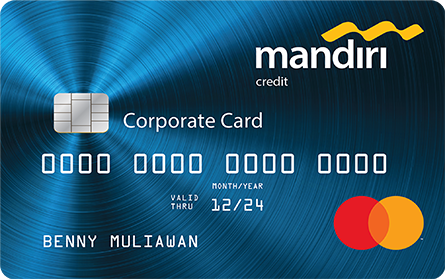 mandiri
credit
Corporate Card
0000 0000 0000 0000
MONTH/YEAR
VALID
THRU 12/24
BENNY MULIAWAN